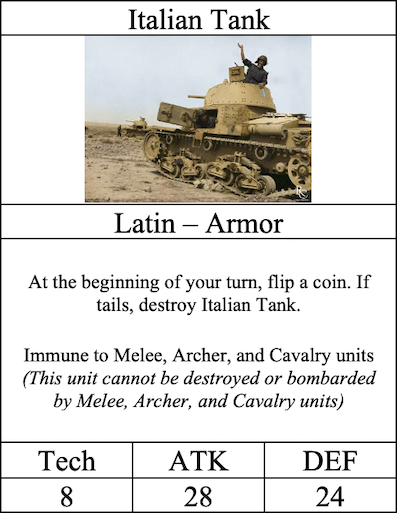 Italian Tank
Latin – Armor
At the beginning of your turn, flip a coin. If
tails, destroy Italian Tank.
Immune to Melee, Archer, and Cavalry units
(This unit cannot be destroyed or bombarded
by Melee, Archer, and Cavalry units)
Tech ATK DEF
8 28 24